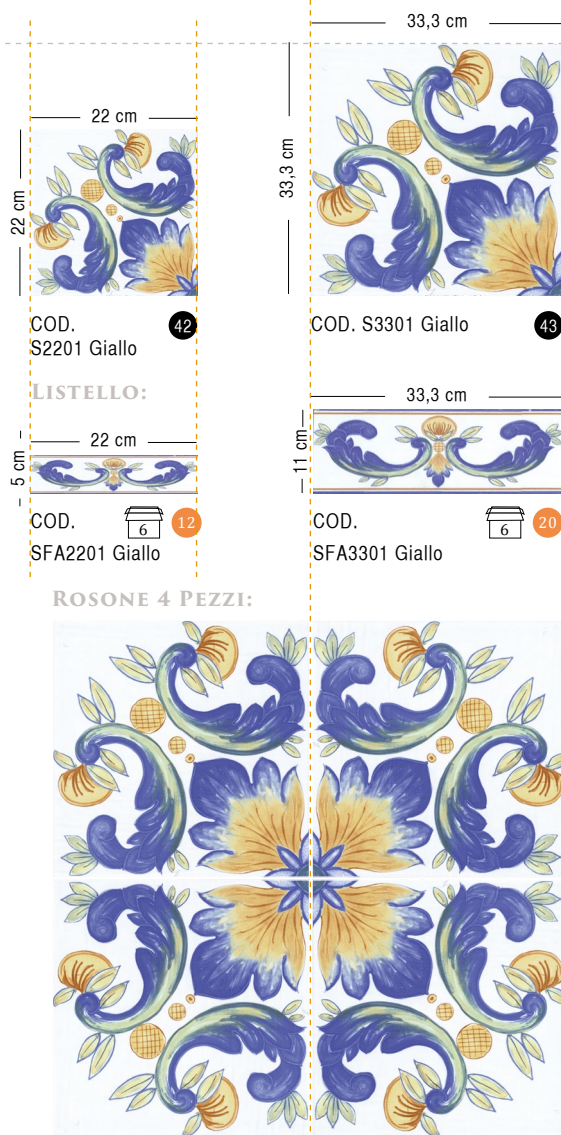 33,3 cm
22 cm
33,3 cm
22 cm
COD.
S2201 Giallo
42
COD. S3301 Giallo
43
LISTELLO:
22 cm
5 cm
33,3 cm
11 cm
COD.
6
12
SFA2201 Giallo
COD.
6
20
SFA3301 Giallo
ROSONE 4 PEZZI: